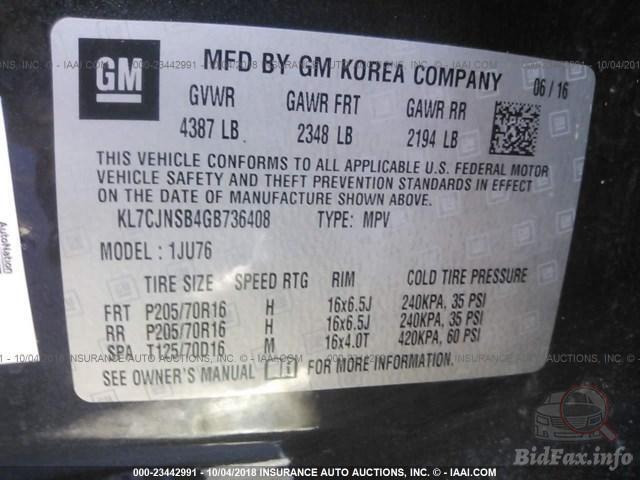 GM
MFD BY GM KOREA COMPANY
06/16
GVWR GAWR FRT GAWR RR
4387 LB 2348 LB 2194 LB
THIS VEHICLE CONFORMS TO ALL APPLICABLE U.S. FEDERAL MOTOR
VEHICLE SAFETY AND THEFT PREVENTION STANDARDS IN EFFECT
ON THE DATE OF MANUFACTURE SHOWN ABOVE.
KL7CJNSB4GB736408 TYPE: MPV
MODEL : 1JU76
TIRE SIZE SPEED RTG RIM COLD TIRE PRESSURE
FRT P205/70R16 H 16x6.5J 240KPA, 35 PSI
RR P205/70R16 H 16x6.5J 240KPA, 35 PSI
SPA T125/70D16 M 16x4.0T 420KPA, 60 PSI
SEE OWNER'S MANUAL FOR MORE INFORMATION.
AutoNation
000-23442991 - 10/04/2018 INSURANCE AUTO AUCTIONS, INC. - © IAAI.COM
BidFax.info